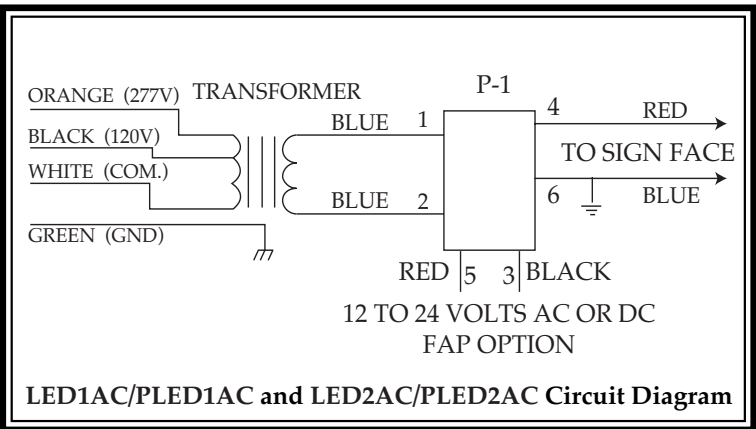 P-1
ORANGE (277V) TRANSFORMER
4 RED
BLUE 1
BLACK (120V)
TO SIGN FACE
WHITE (COM.)
BLUE 2
6 BLUE
GREEN (GND)
RED 5 3 BLACK
12 TO 24 VOLTS AC OR DC
FAP OPTION
LED1AC/PLED1AC and LED2AC/PLED2AC Circuit Diagram